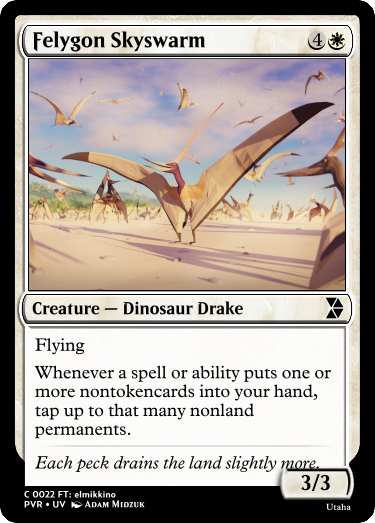 Felygon Skyswarm 4
Creature — Dinosaur Drake
Flying
Whenever a spell or ability puts one or
more nontokencards into your hand,
tap up to that many nonland
permanents.
Each peck drains the land slightly more.
3/3
C 0022 FT: elmikkino
PVR • UV Adam Midzuk
Utaha